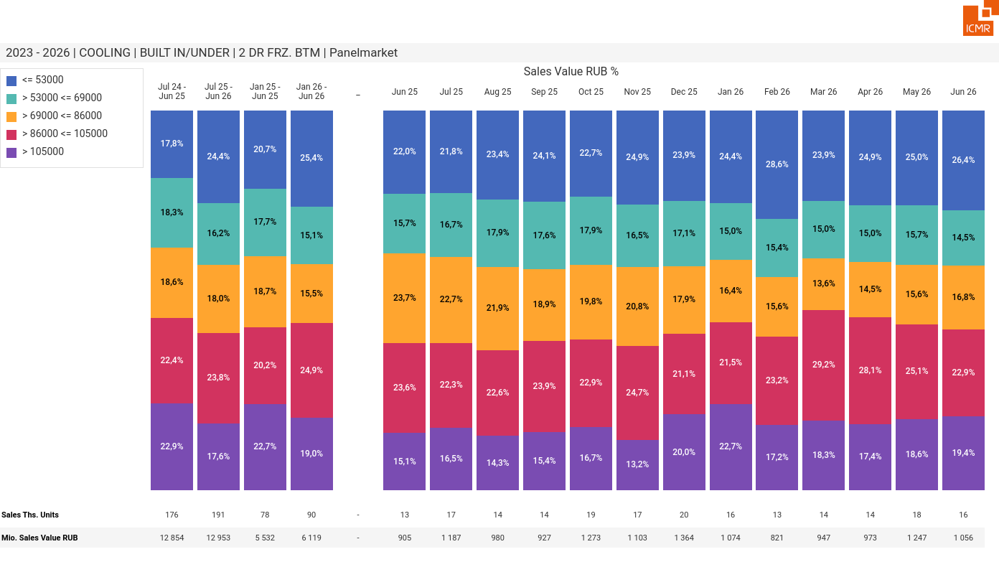 ICMR
2023 - 2026 | COOLING | BUILT IN/UNDER | 2 DR FRZ. BTM | Panelmarket
<= 53000
> 53000 <= 69000
> 69000 <= 86000
> 86000 <= 105000
> 105000
Sales Value RUB %
Jul 24 - Jun 25 Jul 25 - Jun 26 Jan 25 - Jun 25 Jan 26 - Jun 26 – Jun 25 Jul 25 Aug 25 Sep 25 Oct 25 Nov 25 Dec 25 Jan 26 Feb 26 Mar 26 Apr 26 May 26 Jun 26
17,8% 24,4% 20,7% 25,4% 22,0% 21,8% 23,4% 24,1% 22,7% 24,9% 23,9% 24,4% 28,6% 23,9% 24,9% 25,0% 26,4%
18,3% 16,2% 17,7% 15,1% 15,7% 16,7% 17,9% 17,6% 17,9% 16,5% 17,1% 15,0% 15,4% 15,0% 15,0% 15,7% 14,5%
18,6% 18,0% 18,7% 15,5% 23,7% 22,7% 21,9% 18,9% 19,8% 20,8% 17,9% 16,4% 15,6% 13,6% 14,5% 15,6% 16,8%
22,4% 23,8% 20,2% 24,9% 23,6% 22,3% 22,6% 23,9% 22,9% 24,7% 21,1% 21,5% 23,2% 29,2% 28,1% 25,1% 22,9%
22,9% 17,6% 22,7% 19,0% 15,1% 16,5% 14,3% 15,4% 16,7% 13,2% 20,0% 22,7% 17,2% 18,3% 17,4% 18,6% 19,4%
Sales Ths. Units 176 191 78 90 - 13 17 14 14 19 17 20 16 13 14 14 18 16
Mio. Sales Value RUB 12 854 12 953 5 532 6 119 - 905 1 187 980 927 1 273 1 103 1 364 1 074 821 947 973 1 247 1 056